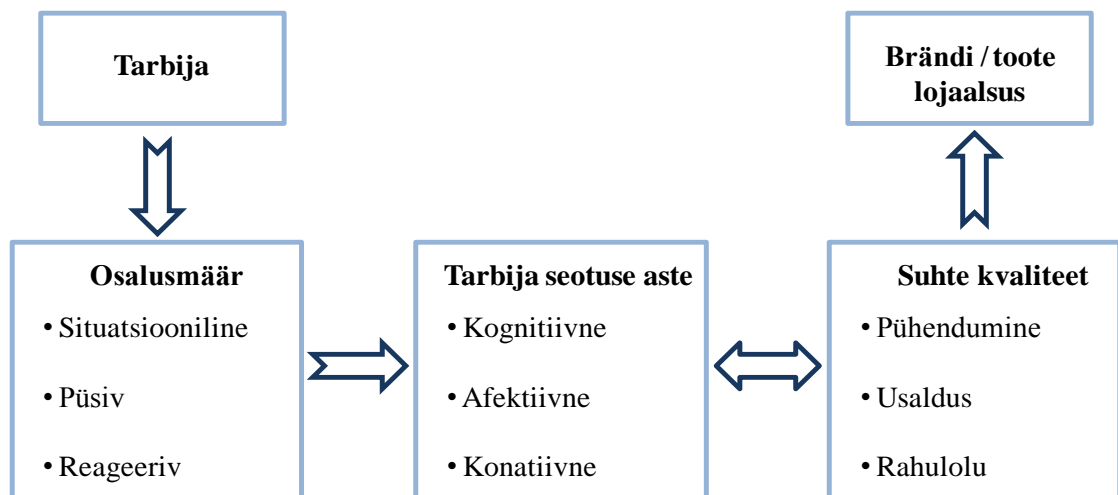 Tarbija
Brändi / toote
lojaalsus
Osalusmäär
• Situatsiooniline
• Püsiv
• Reageeriv
Tarbija seotuse aste
• Kognitiivne
• Afektiivne
• Konatiivne
Suhte kvaliteet
• Pühendumine
• Usaldus
• Rahulolu